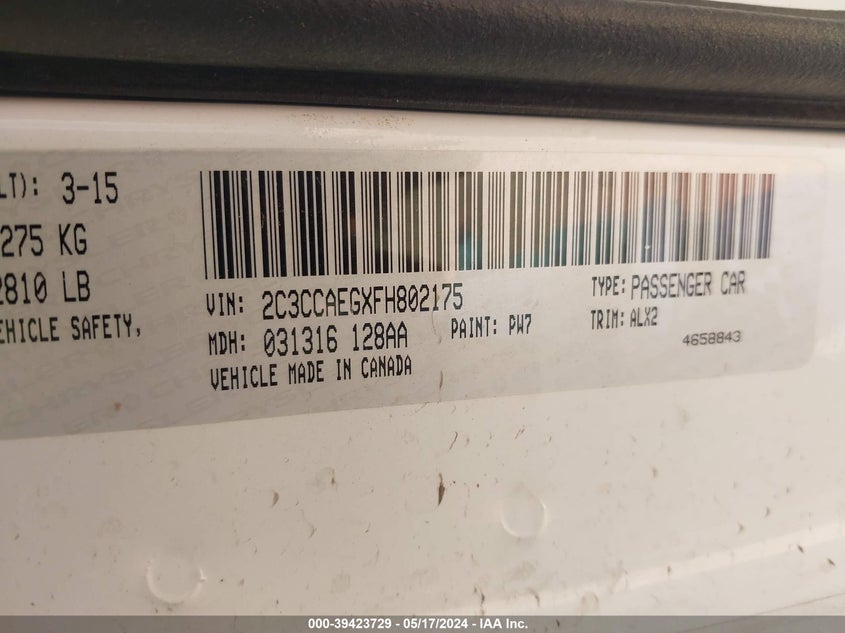 LT): 3-15
275 KG
2810 LB
EHICLE SAFETY,
VIN: 2C3CCAEGXFH802175
TYPE: PASSENGER CAR
MDH: 031316 128AA
PAINT: PW7
TRIM: ALX2
4658843
VEHICLE MADE IN CANADA
000-39423729 - 05/17/2024 - IAA Inc.